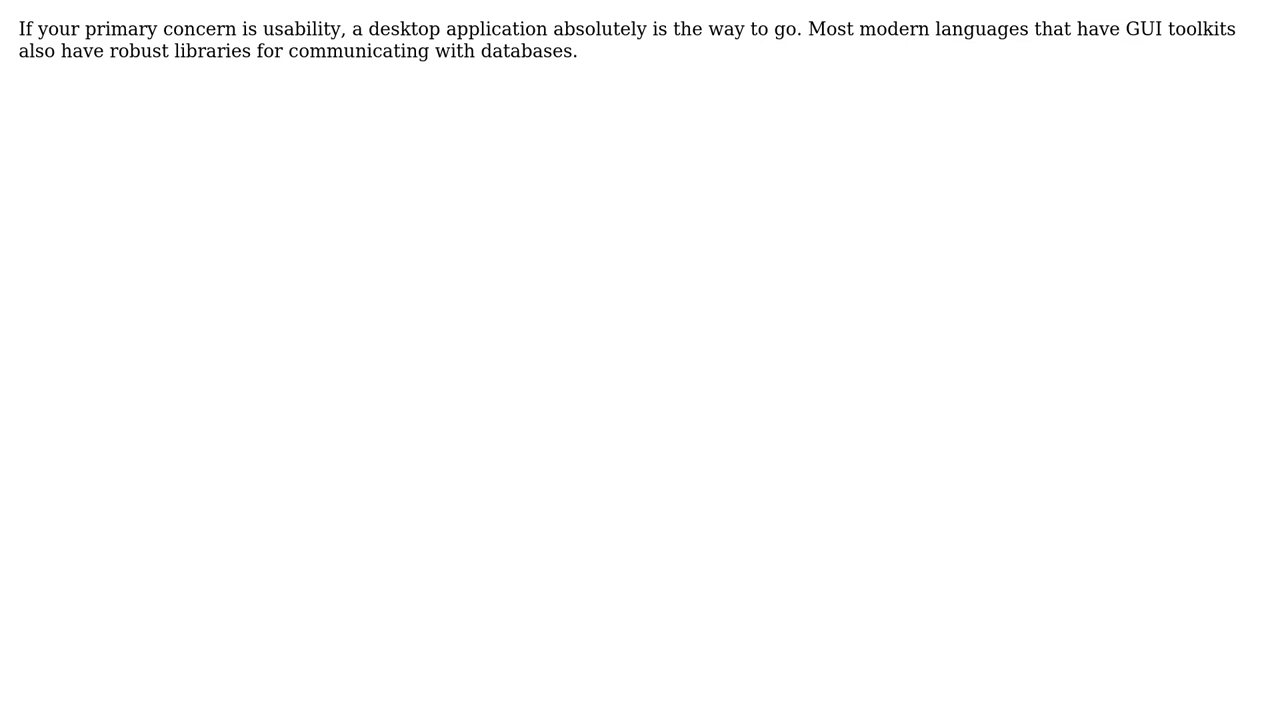 If your primary concern is usability, a desktop application absolutely is the way to go. Most modern languages that have GUI toolkits
also have robust libraries for communicating with databases.